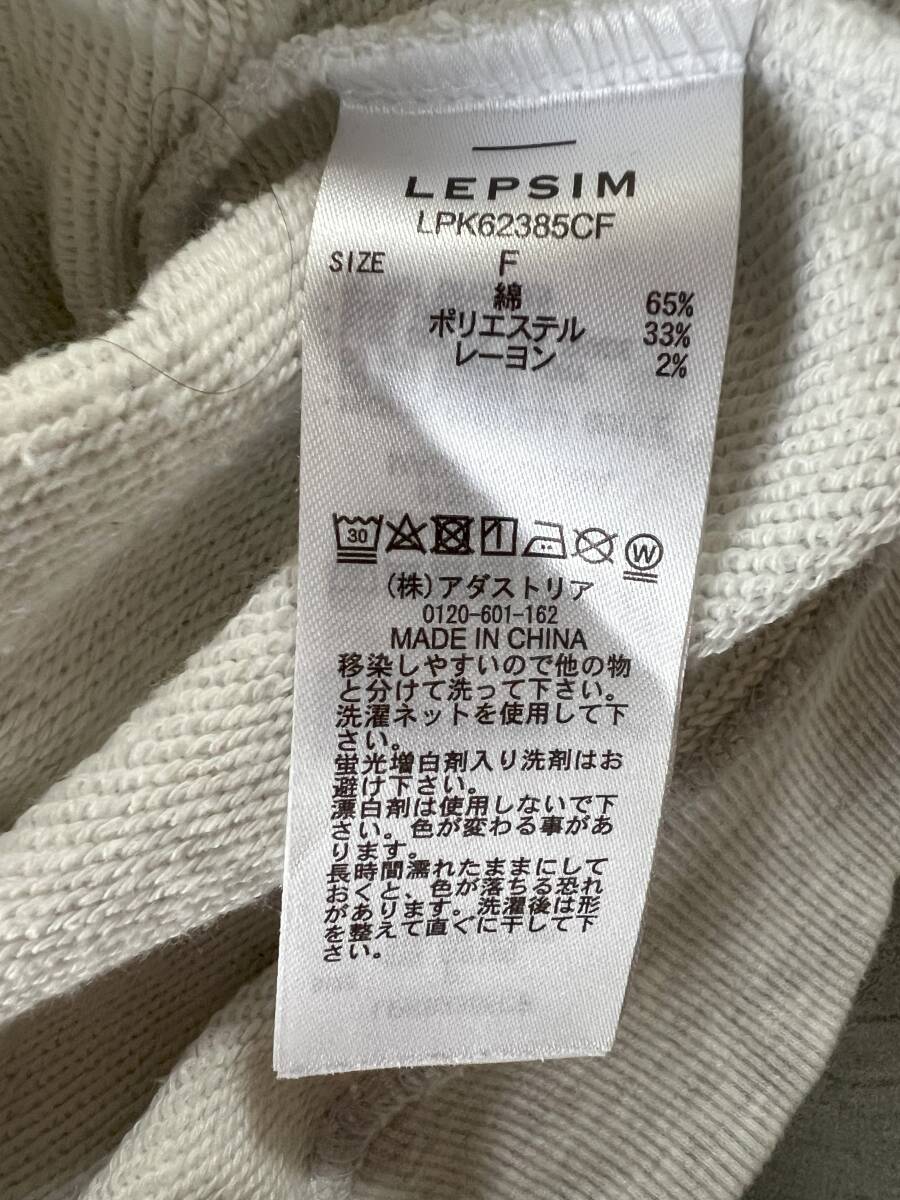 LEPSIM
LPK62385CF
SIZE F
綿 65%
ポリエステル 33%
レーヨン 2%
30 W
(株)アダストリア
0120-601-162
MADE IN CHINA
移染しやすいので他の物
と分けて洗って下さい。
洗濯ネットを使用して下
さい。
蛍光増白剤入り洗剤はお
避け下さい。
漂白剤は使用しないで下
さい。色が変わる事があ
ります。
長時間濡れたままにして
おくと、色が落ちる恐れ
があります。洗濯後は形
を整えて直ぐに干して下
さい。